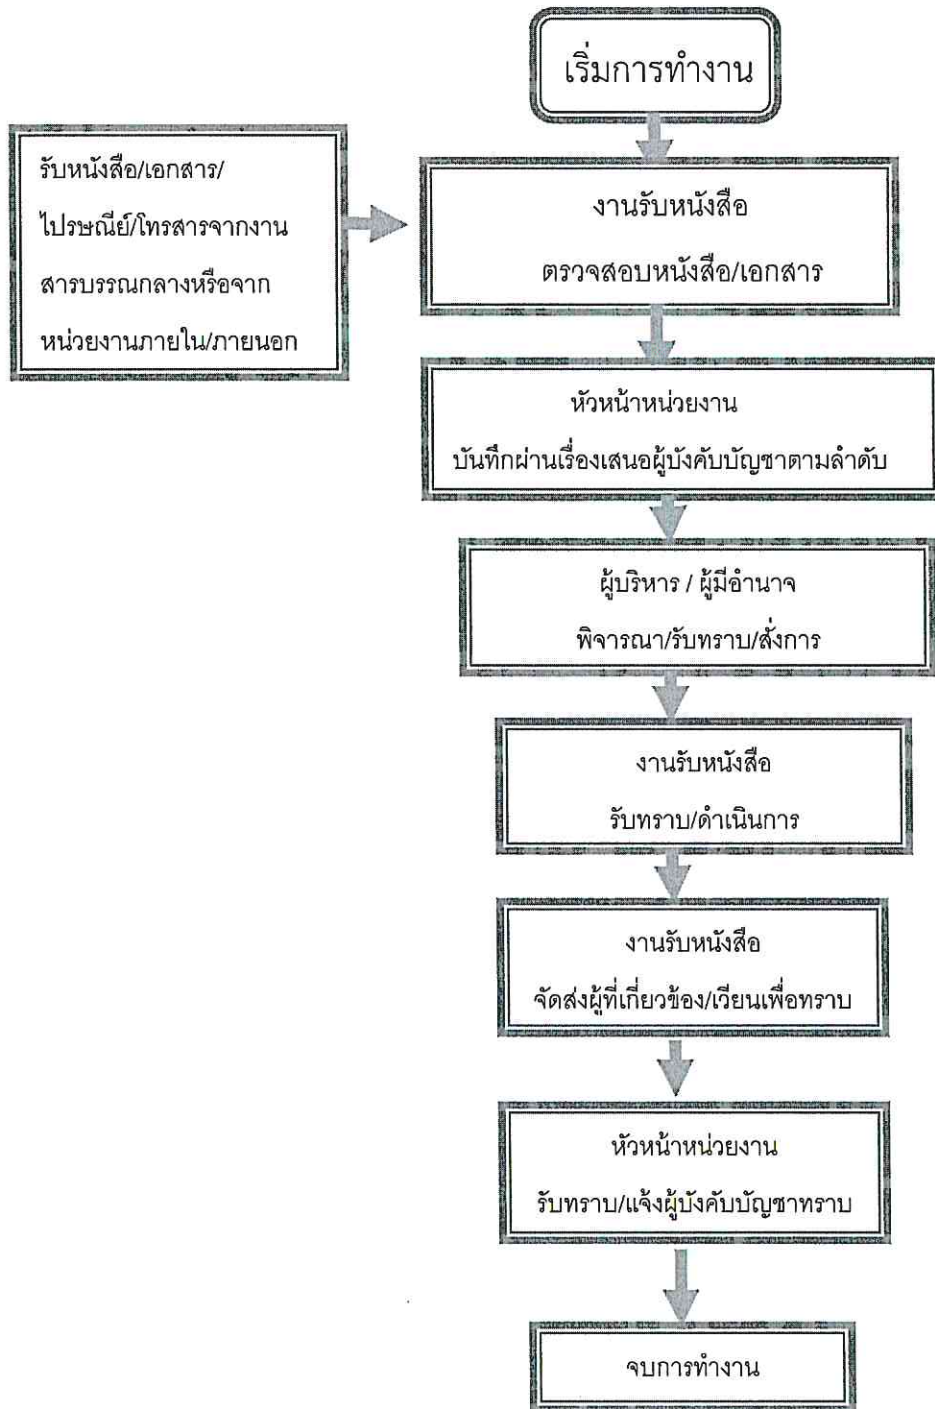 เริ่มการทำงาน
รับหนังสือ/เอกสาร/
ไปรษณีย์/โทรสารจากงาน
สารบรรณกลางหรือจาก
หน่วยงานภายใน/ภายนอก
งานรับหนังสือ
ตรวจสอบหนังสือ/เอกสาร
หัวหน้าหน่วยงาน
บันทึกผ่านเรื่องเสนอผู้บังคับบัญชาตามลำดับ
ผู้บริหาร / ผู้มีอำนาจ
พิจารณา/รับทราบ/สั่งการ
งานรับหนังสือ
รับทราบ/ดำเนินการ
งานรับหนังสือ
จัดส่งผู้ที่เกี่ยวข้อง/เวียนเพื่อทราบ
หัวหน้าหน่วยงาน
รับทราบ/แจ้งผู้บังคับบัญชาทราบ
จบการทำงาน